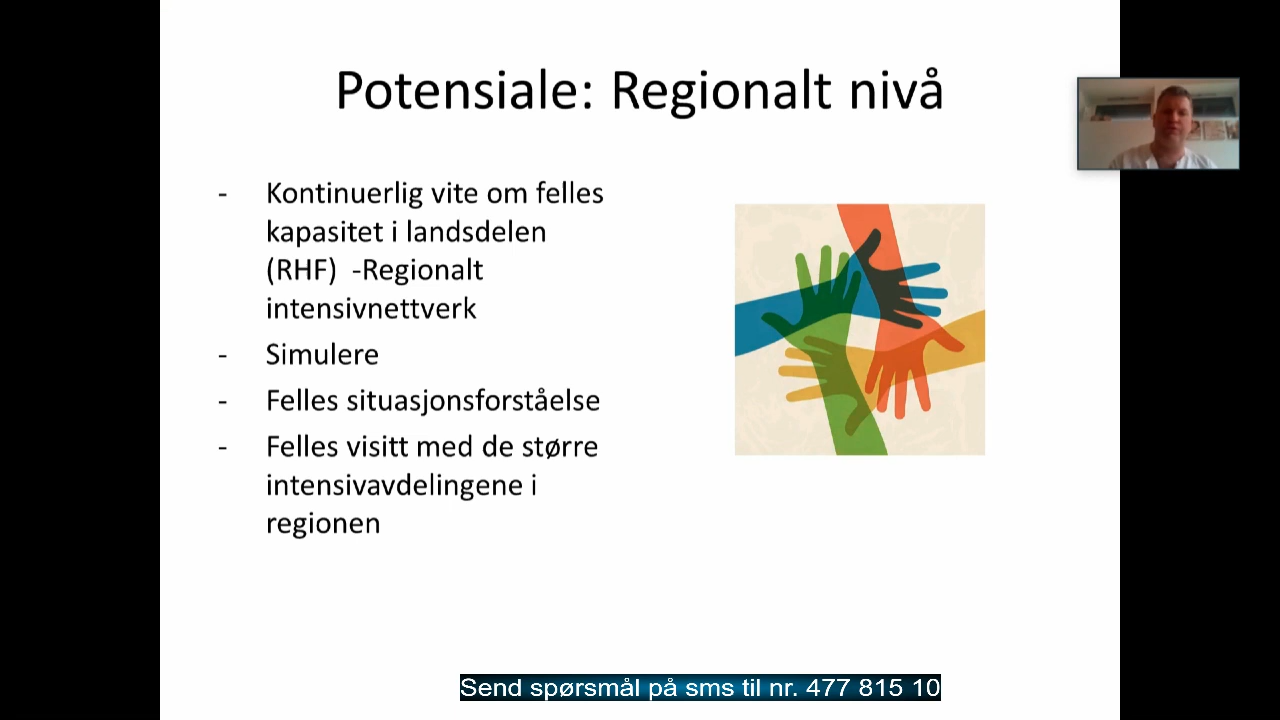 Potensiale: Regionalt nivå
- Kontinuerlig vite om felles
kapasitet i landsdelen
(RHF) -Regionalt
intensivnettverk
- Simulere
- Felles situasjonsforståelse
- Felles visitt med de større
intensivavdelingene i
regionen
Send spørsmål på sms til nr. 477 815 10